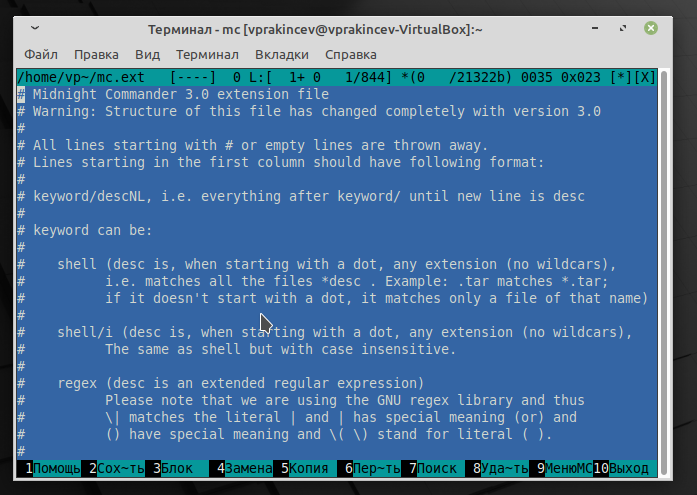 Терминал - mc [vprakincev@vprakincev-VirtualBox]:~
Файл Правка Вид Терминал Вкладки Справка
/home/vp~/mc.ext [----] 0 L:[ 1+ 0 1/844] *(0 /21322b) 0035 0x023 [*][X]
# Midnight Commander 3.0 extension file
# Warning: Structure of this file has changed completely with version 3.0
#
# All lines starting with # or empty lines are thrown away.
# Lines starting in the first column should have following format:
#
# keyword/descNL, i.e. everything after keyword/ until new line is desc
#
# keyword can be:
#
# shell (desc is, when starting with a dot, any extension (no wildcars),
# i.e. matches all the files *desc . Example: .tar matches *.tar;
# if it doesn't start with a dot, it matches only a file of that name)
#
# shell/i (desc is, when starting with a dot, any extension (no wildcars),
# The same as shell but with case insensitive.
#
# regex (desc is an extended regular expression)
# Please note that we are using the GNU regex library and thus
# \| matches the literal | and | has special meaning (or) and
# () have special meaning and \( \) stand for literal ( ).
#
1Помощь 2Сох~ть 3Блок 4Замена 5Копия 6Пер~ть 7Поиск 8Уда~ть 9МенюMC 10Выход